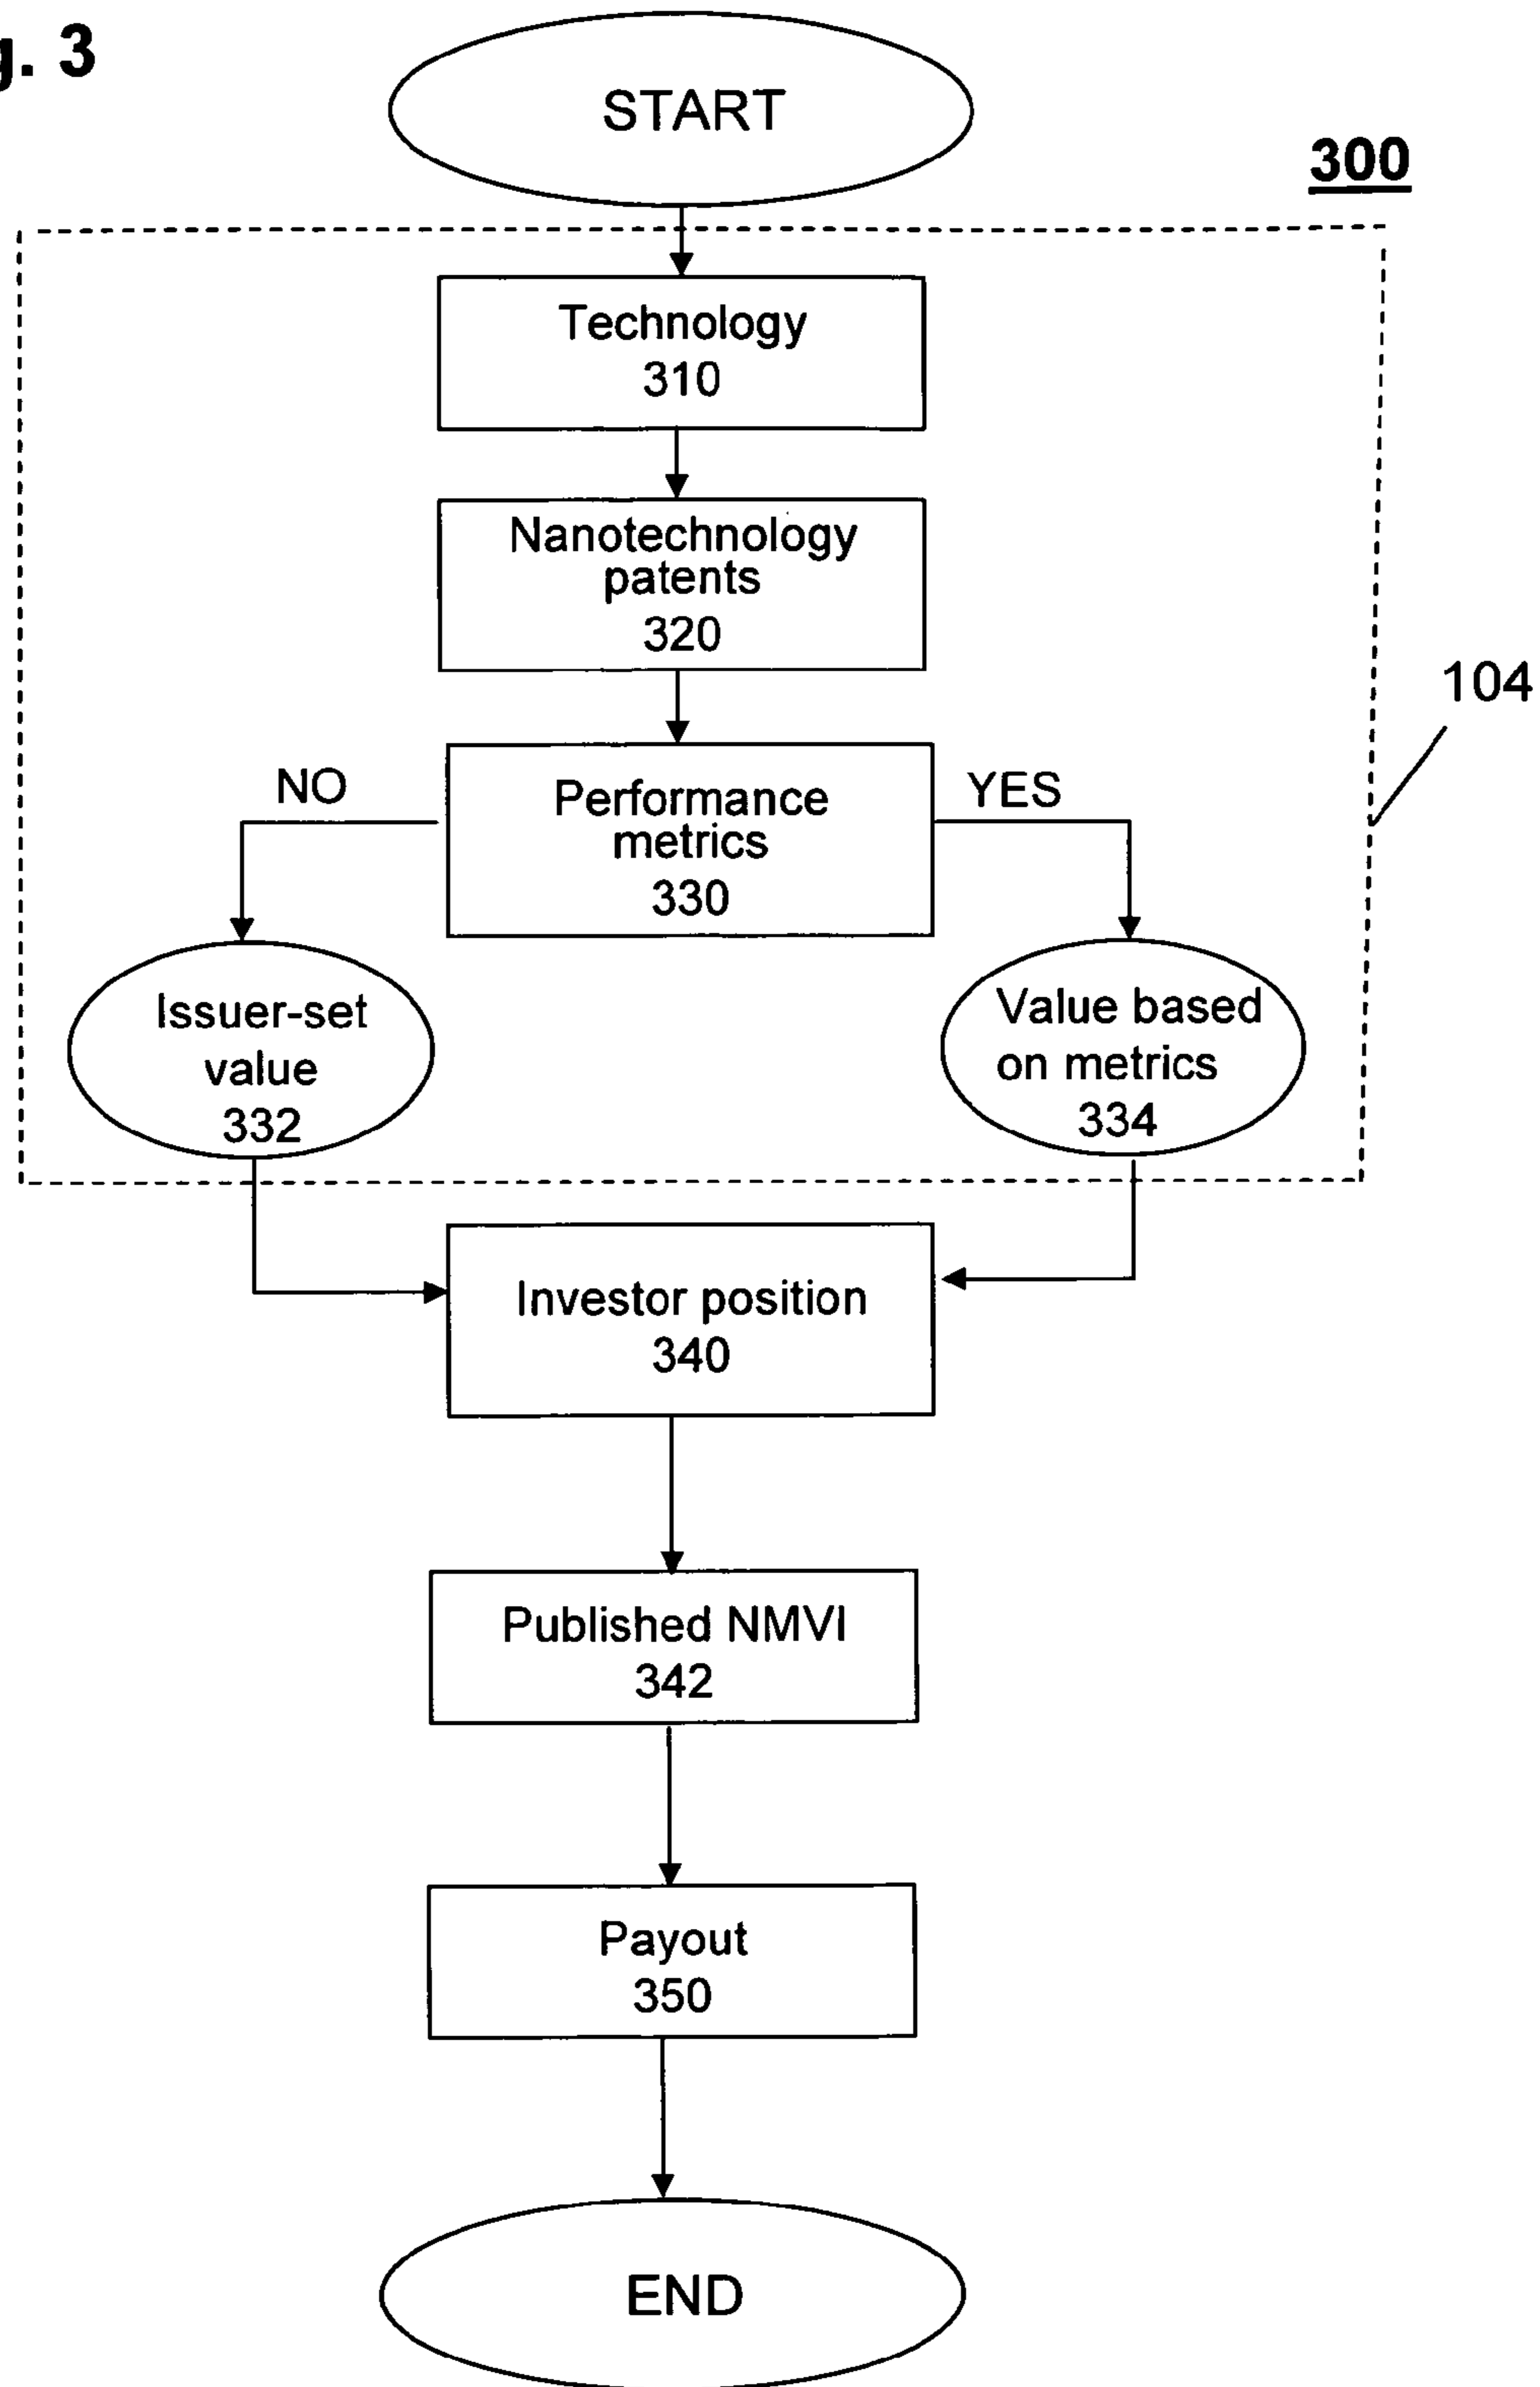 g. 3
START
300
Technology
310
Nanotechnology
patents
320
104
NO
YES
Performance
metrics
330
Issuer-set
value
332
Value based
on metrics
334
Investor position
340
Published NMVI
342
Payout
350
END